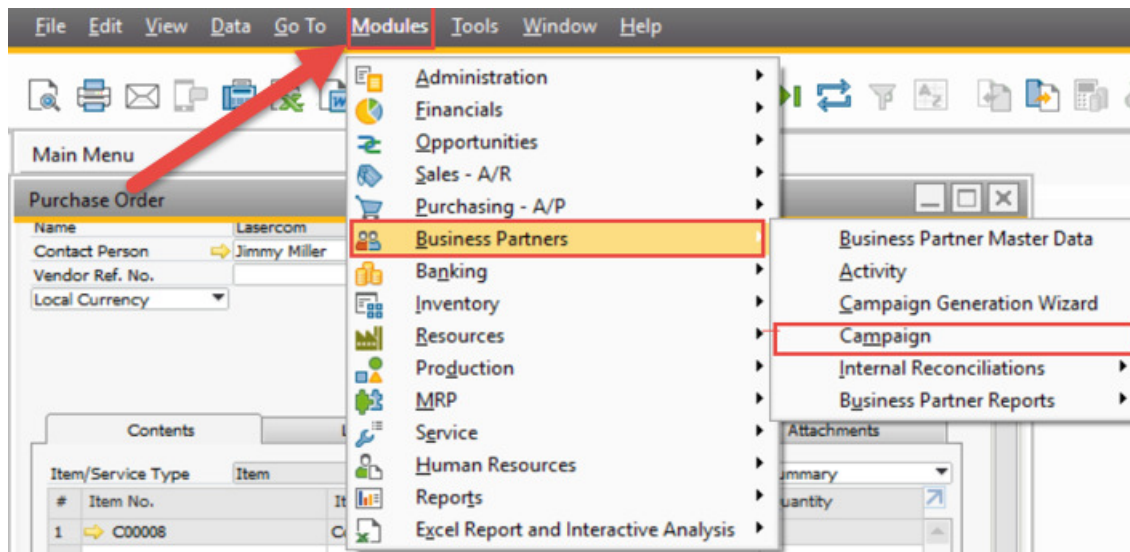 File Edit View Data Go To Modules Tools Window Help
Main Menu
Purchase Order
Name Lasercom
Contact Person Jimmy Miller
Vendor Ref. No.
Local Currency
Contents
Attachments
Item/Service Type Item
# Item No.
1 C00008
Administration
Financials
Opportunities
Sales - A/R
Purchasing - A/P
Business Partners
Banking
Inventory
Resources
Production
MRP
Service
Human Resources
Reports
Excel Report and Interactive Analysis
Business Partner Master Data
Activity
Campaign Generation Wizard
Campaign
Internal Reconciliations
Business Partner Reports